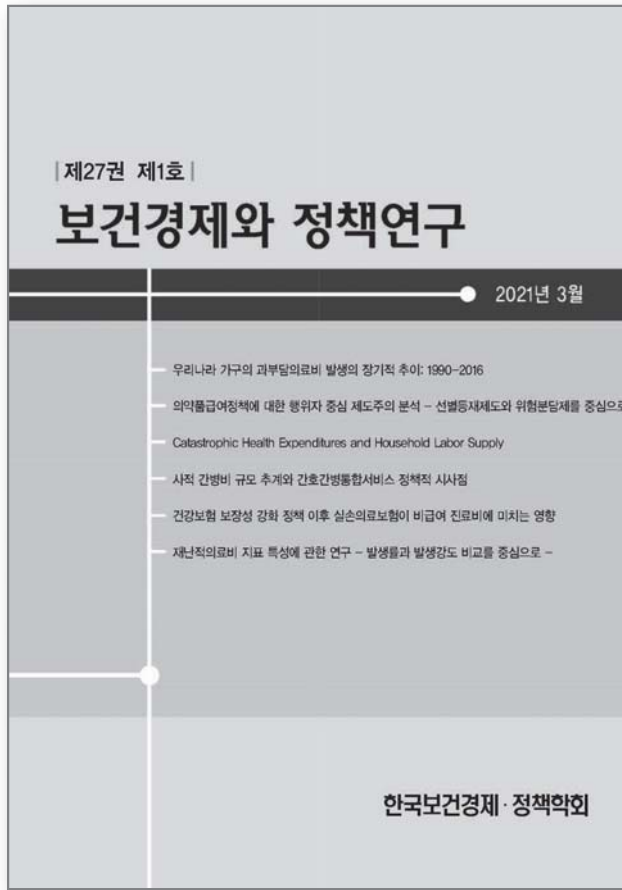 |제27권 제1호|
보건경제와 정책연구
2021년 3월
우리나라 가구의 과부담의료비 발생의 장기적 추이: 1990-2016
의약품급여정책에 대한 행위자 중심 제도주의 분석 - 선별등재제도와 위험분담제를 중심으로
Catastrophic Health Expenditures and Household Labor Supply
사적 간병비 규모 추계와 간호간병통합서비스 정책적 시사점
건강보험 보장성 강화 정책 이후 실손의료보험이 비급여 진료비에 미치는 영향
재난적의료비 지표 특성에 관한 연구 - 발생률과 발생강도 비교를 중심으로 -
한국보건경제·정책학회